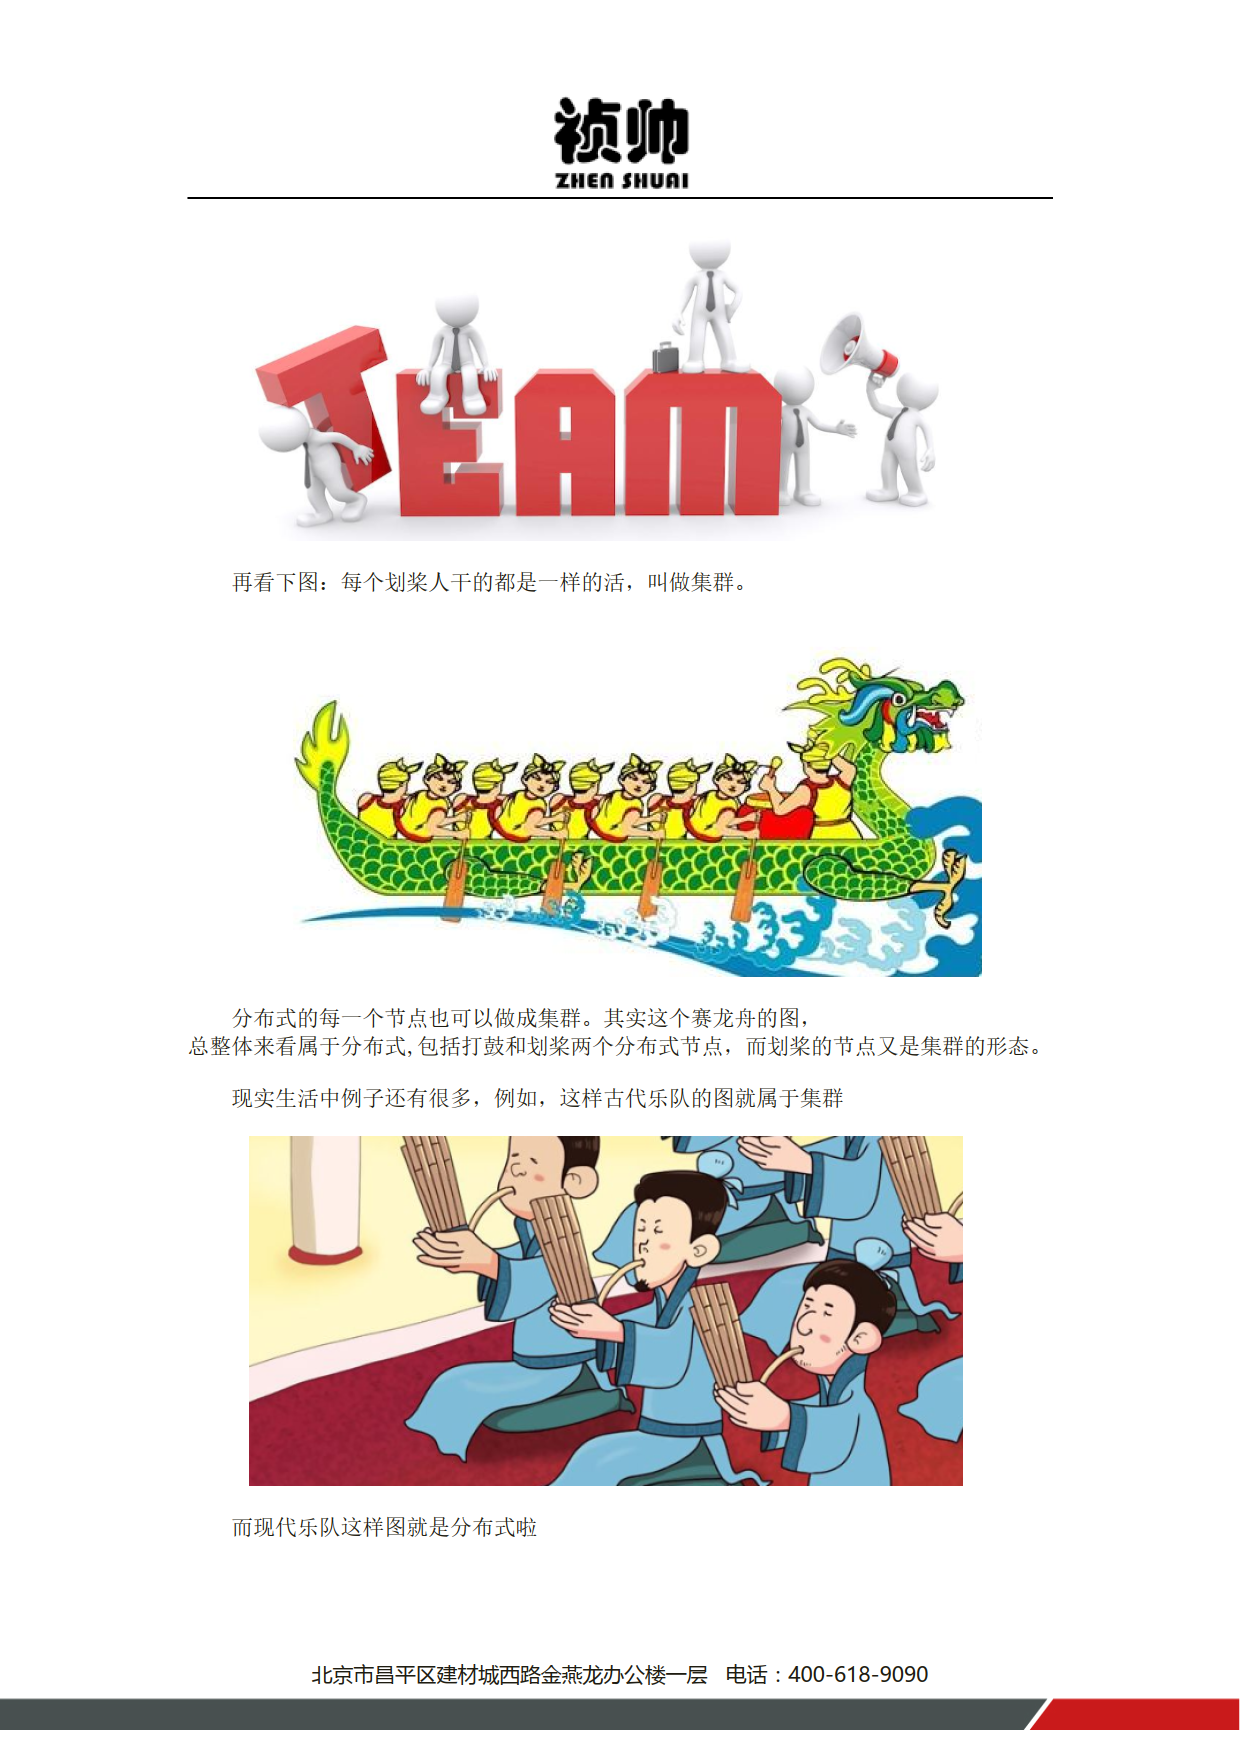 祯帅
ZHEN SHUAI
TEAM
再看下图：每个划桨人干的都是一样的活，叫做集群。
分布式的每一个节点也可以做成集群。其实这个赛龙舟的图，
总整体来看属于分布式,包括打鼓和划桨两个分布式节点，而划桨的节点又是集群的形态。
现实生活中例子还有很多，例如，这样古代乐队的图就属于集群
而现代乐队这样图就是分布式啦
北京市昌平区建材城西路金燕龙办公楼一层 电话：400-618-9090